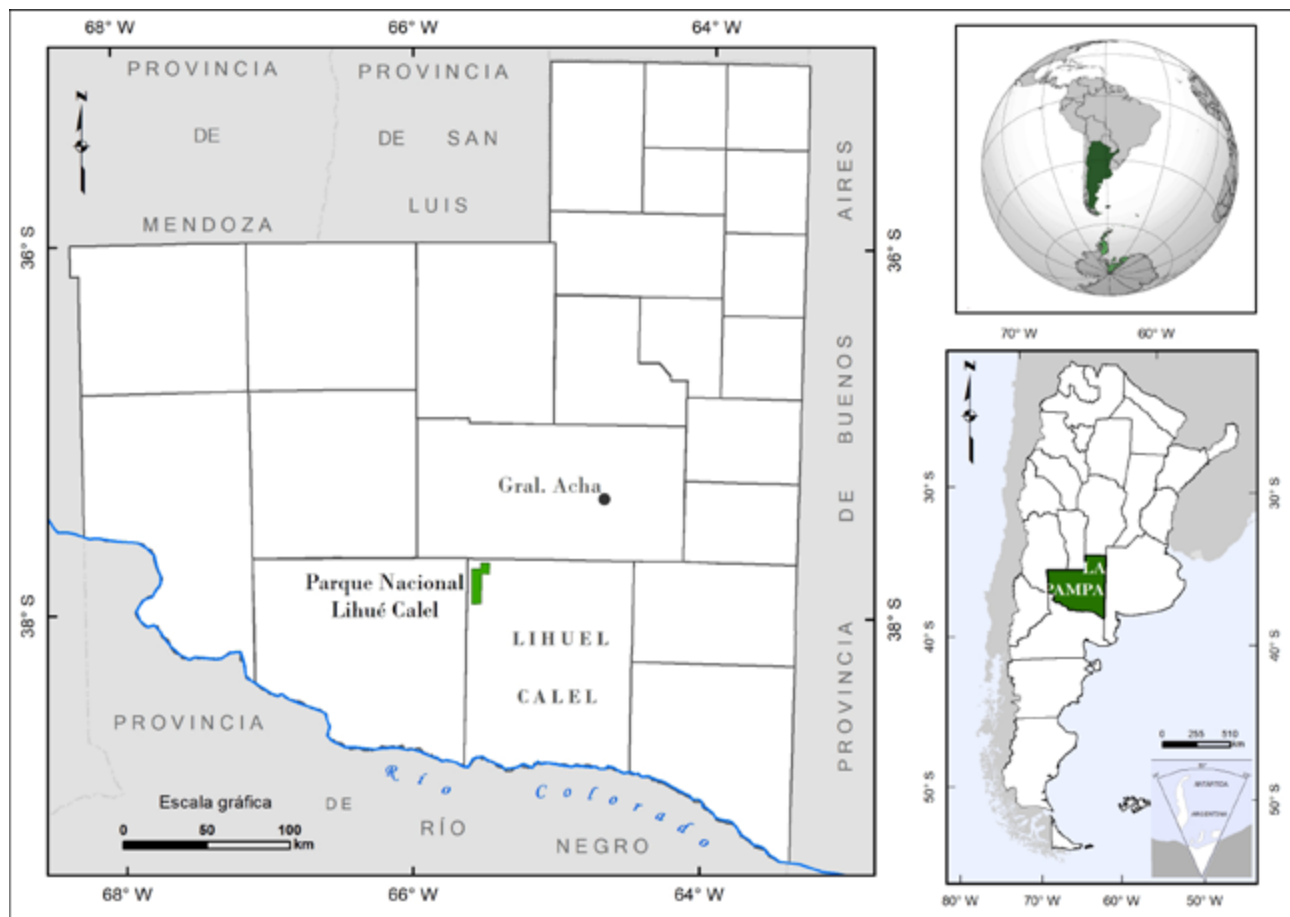 68° W 66° W 64° W
PROVINCIA
DE
MENDOZA
PROVINCIA
DE SAN
LUIS
z
36° S
36° S
38° S
38° S
PROVINCIA DE BUENOS AIRES
Gral. Acha
Parque Nacional
Lihué Calel
LIHUEL
CALEL
PROVINCIA
DE
RÍO
NEGRO
Río Colorado
Escala gráfica
0 50 100
km
68° W 66° W 64° W
70° W 60° W
z
30° S
30° S
LA
PAMPA
40° S
40° S
0 255 510
km
ANTARTIDA
ARGENTINA
50° S
50° S
80° W 70° W 60° W 50° W